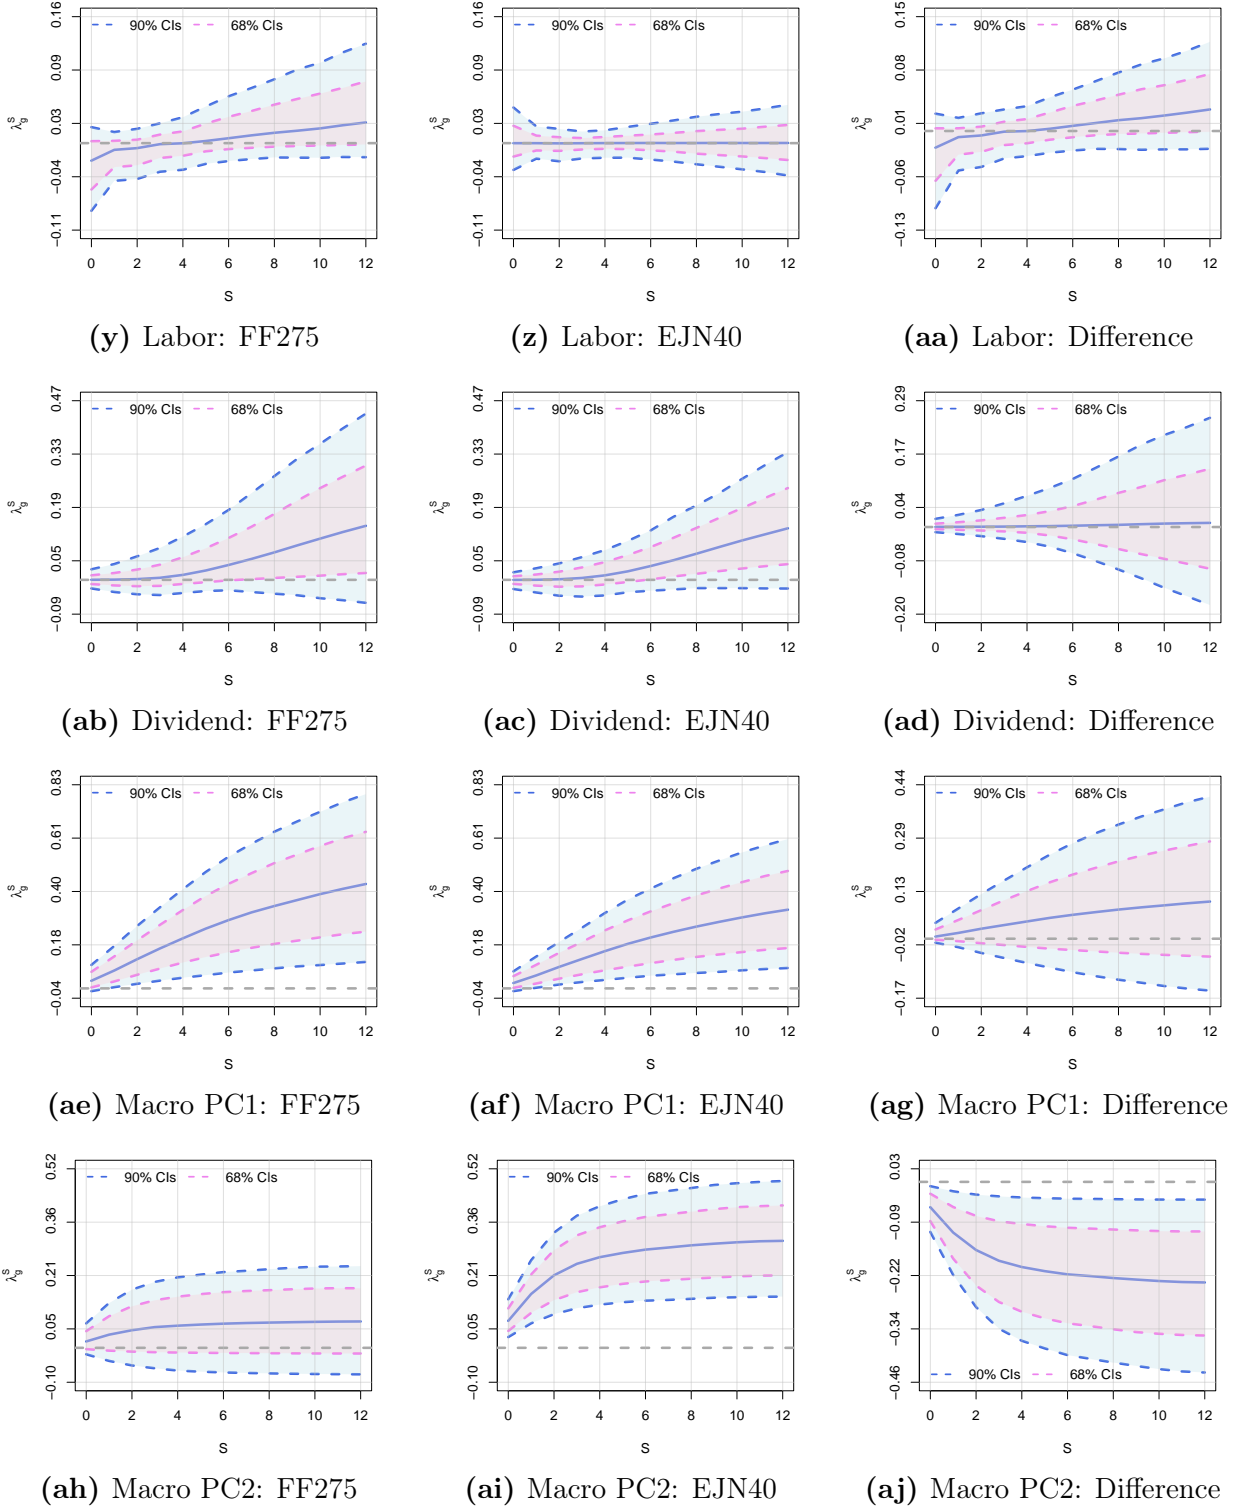 90% CIs 68% CIs
0.16
0.09
0.03
−0.04
−0.11
λ_g^S
0 2 4 6 8 10 12
S
(y) Labor: FF275
90% CIs 68% CIs
0.16
0.09
0.03
−0.04
−0.11
λ_g^S
0 2 4 6 8 10 12
S
(z) Labor: EJN40
90% CIs 68% CIs
0.15
0.08
0.01
−0.06
−0.13
λ_g^S
0 2 4 6 8 10 12
S
(aa) Labor: Difference
90% CIs 68% CIs
0.47
0.33
0.19
0.05
−0.09
λ_g^S
0 2 4 6 8 10 12
S
(ab) Dividend: FF275
90% CIs 68% CIs
0.47
0.33
0.19
0.05
−0.09
λ_g^S
0 2 4 6 8 10 12
S
(ac) Dividend: EJN40
90% CIs 68% CIs
0.29
0.17
0.04
−0.08
−0.20
λ_g^S
0 2 4 6 8 10 12
S
(ad) Dividend: Difference
90% CIs 68% CIs
0.83
0.61
0.40
0.18
−0.04
λ_g^S
0 2 4 6 8 10 12
S
(ae) Macro PC1: FF275
90% CIs 68% CIs
0.83
0.61
0.40
0.18
−0.04
λ_g^S
0 2 4 6 8 10 12
S
(af) Macro PC1: EJN40
90% CIs 68% CIs
0.44
0.29
0.13
−0.02
−0.17
λ_g^S
0 2 4 6 8 10 12
S
(ag) Macro PC1: Difference
90% CIs 68% CIs
0.52
0.36
0.21
0.05
−0.10
λ_g^S
0 2 4 6 8 10 12
S
(ah) Macro PC2: FF275
90% CIs 68% CIs
0.52
0.36
0.21
0.05
−0.10
λ_g^S
0 2 4 6 8 10 12
S
(ai) Macro PC2: EJN40
0.03
−0.09
−0.22
−0.34
−0.46
λ_g^S
90% CIs 68% CIs
0 2 4 6 8 10 12
S
(aj) Macro PC2: Difference